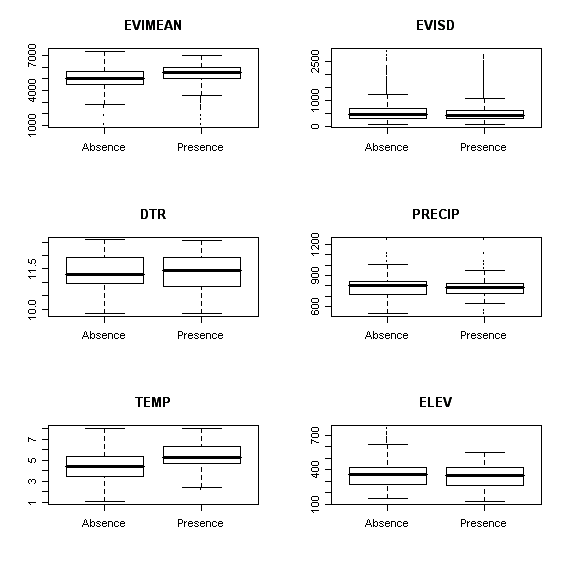 EVIMEAN
7000
4000
1000
Absence Presence
EVISD
2500
1000
0
Absence Presence
DTR
11.5
10.0
Absence Presence
PRECIP
1200
900
600
Absence Presence
TEMP
7
5
3
1
Absence Presence
ELEV
700
400
100
Absence Presence